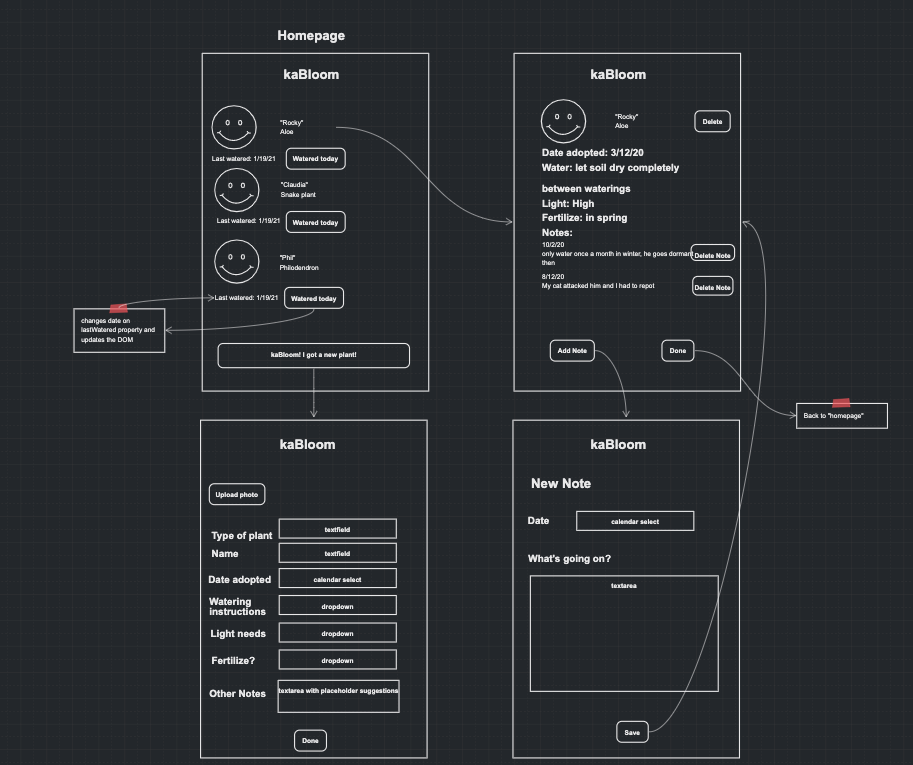 Homepage
kaBloom
"Rocky"
Aloe
Last watered: 1/19/21
Watered today
"Claudia"
Snake plant
Last watered: 1/19/21
Watered today
"Phil"
Philodendron
Last watered: 1/19/21
Watered today
changes date on
lastWatered property and
updates the DOM
kaBloom! I got a new plant!
kaBloom
"Rocky"
Aloe
Delete
Date adopted: 3/12/20
Water: let soil dry completely
between waterings
Light: High
Fertilize: in spring
Notes:
10/2/20
only water once a month in winter, he goes dormant
then
Delete Note
8/12/20
My cat attacked him and I had to repot
Delete Note
Add Note
Done
Back to "homepage"
kaBloom
Upload photo
Type of plant
textfield
Name
textfield
Date adopted
calendar select
Watering
instructions
dropdown
Light needs
dropdown
Fertilize?
dropdown
Other Notes
textarea with placeholder suggestions
Done
kaBloom
New Note
Date
calendar select
What's going on?
textarea
Save